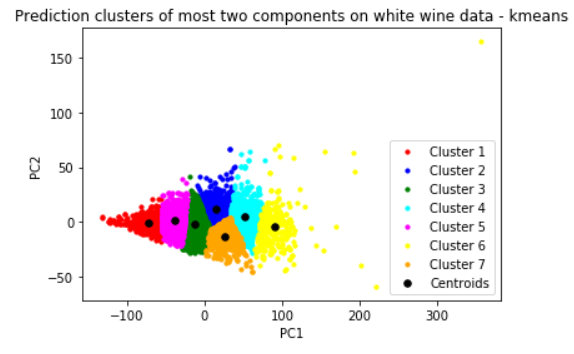 Prediction clusters of most two components on white wine data - kmeans
150
100
50
0
−50
PC2
−100
0
100
200
300
PC1
Cluster 1
Cluster 2
Cluster 3
Cluster 4
Cluster 5
Cluster 6
Cluster 7
Centroids